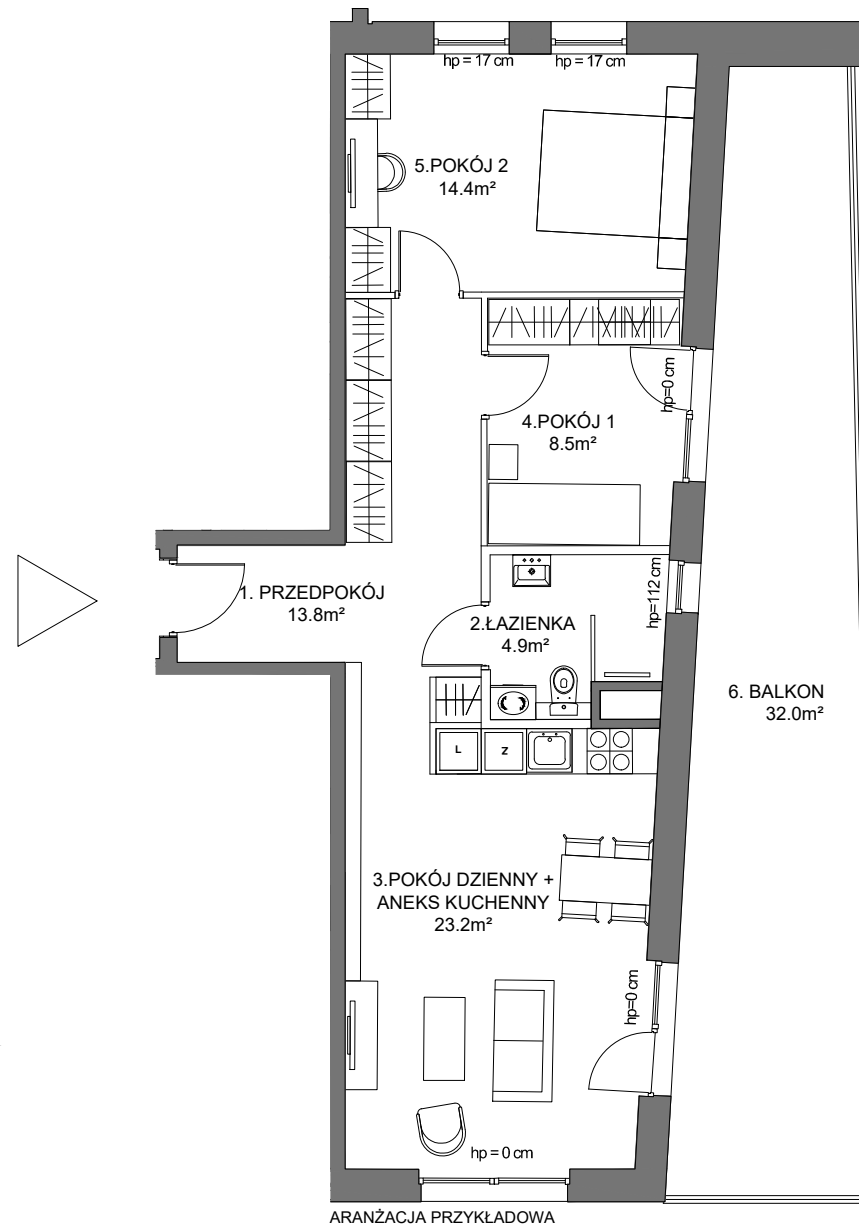 hp = 17 cm
hp = 17 cm
5.POKÓJ 2
14.4m²
hp=0 cm
4.POKÓJ 1
8.5m²
hp=112 cm
1. PRZEDPOKÓJ
13.8m²
2.ŁAZIENKA
4.9m²
6. BALKON
32.0m²
L
Z
3.POKÓJ DZIENNY +
ANEKS KUCHENNY
23.2m²
hp=0 cm
hp = 0 cm
ARANŻACJA PRZYKŁADOWA